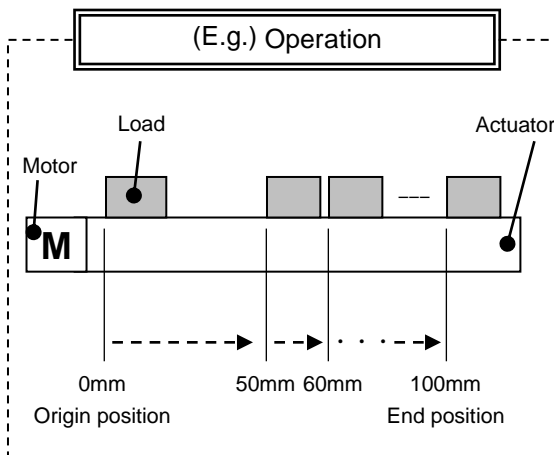 (E.g.) Operation
Load
Actuator
Motor
M
0mm
50mm
60mm
100mm
Origin position
End position